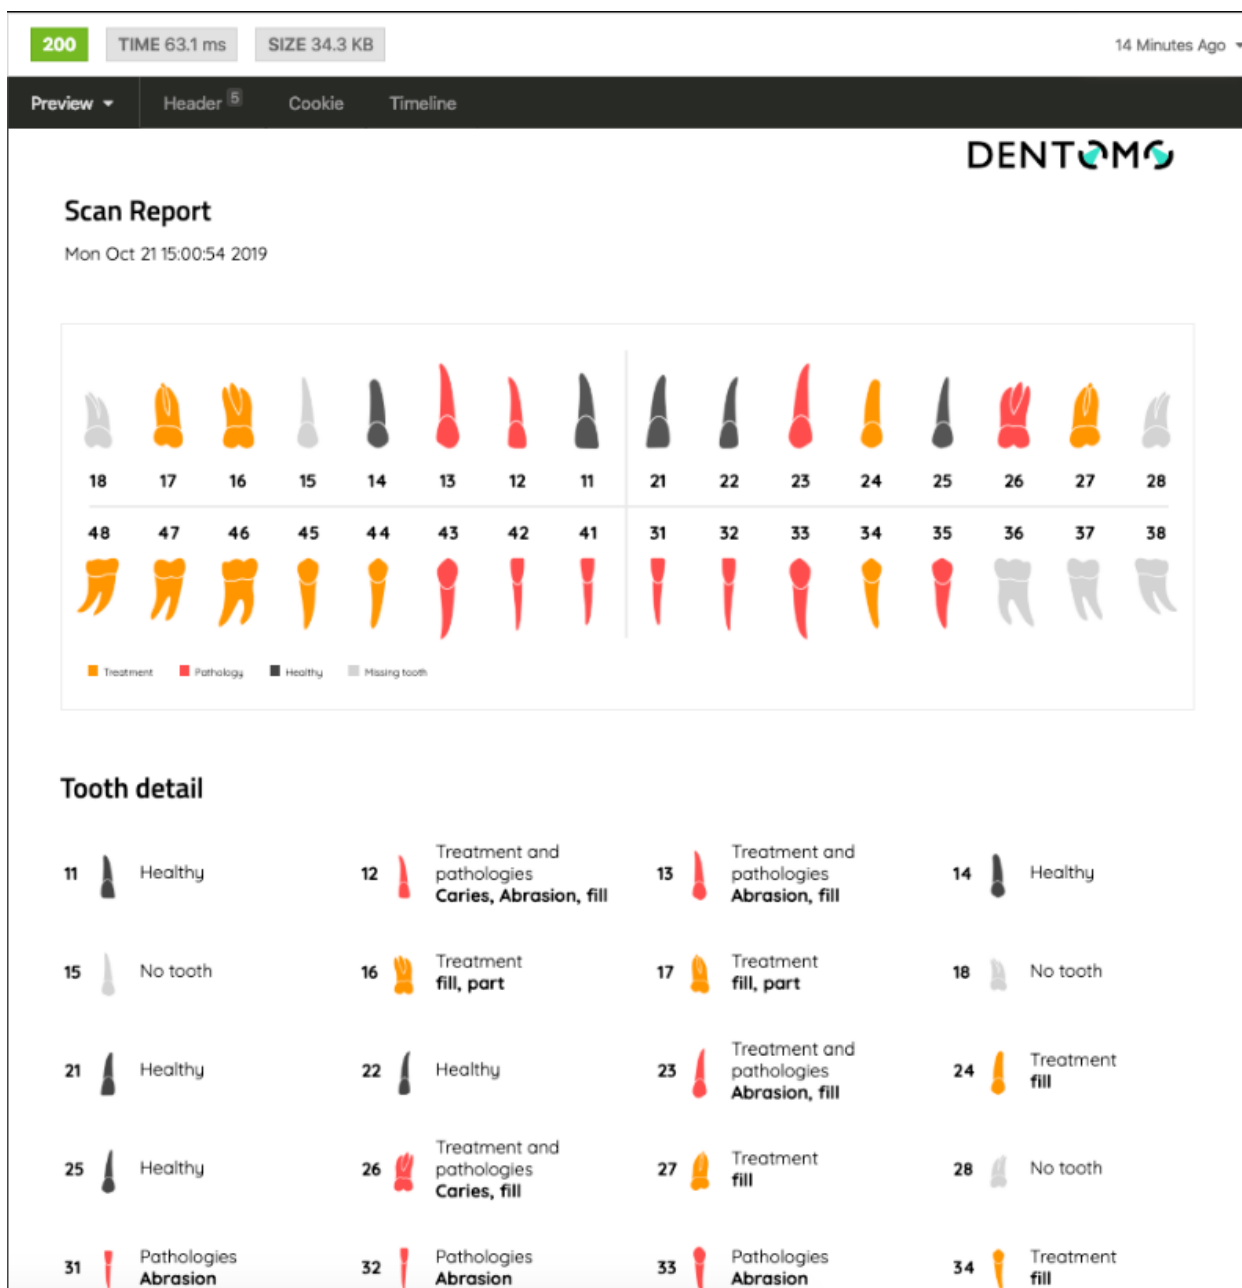 200 TIME 63.1 ms SIZE 34.3 KB 14 Minutes Ago
Preview Header 5 Cookie Timeline
DENTOMO
Scan Report
Mon Oct 21 15:00:54 2019
18 17 16 15 14 13 12 11 21 22 23 24 25 26 27 28
48 47 46 45 44 43 42 41 31 32 33 34 35 36 37 38
Treatment Pathology Healthy Missing tooth
Tooth detail
11 Healthy
12 Treatment and
pathologies
Caries, Abrasion, fill
13 Treatment and
pathologies
Abrasion, fill
14 Healthy
15 No tooth
16 Treatment
fill, part
17 Treatment
fill, part
18 No tooth
21 Healthy
22 Healthy
23 Treatment and
pathologies
Abrasion, fill
24 Treatment
fill
25 Healthy
26 Treatment and
pathologies
Caries, fill
27 Treatment
fill
28 No tooth
31 Pathologies
Abrasion
32 Pathologies
Abrasion
33 Pathologies
Abrasion
34 Treatment
fill